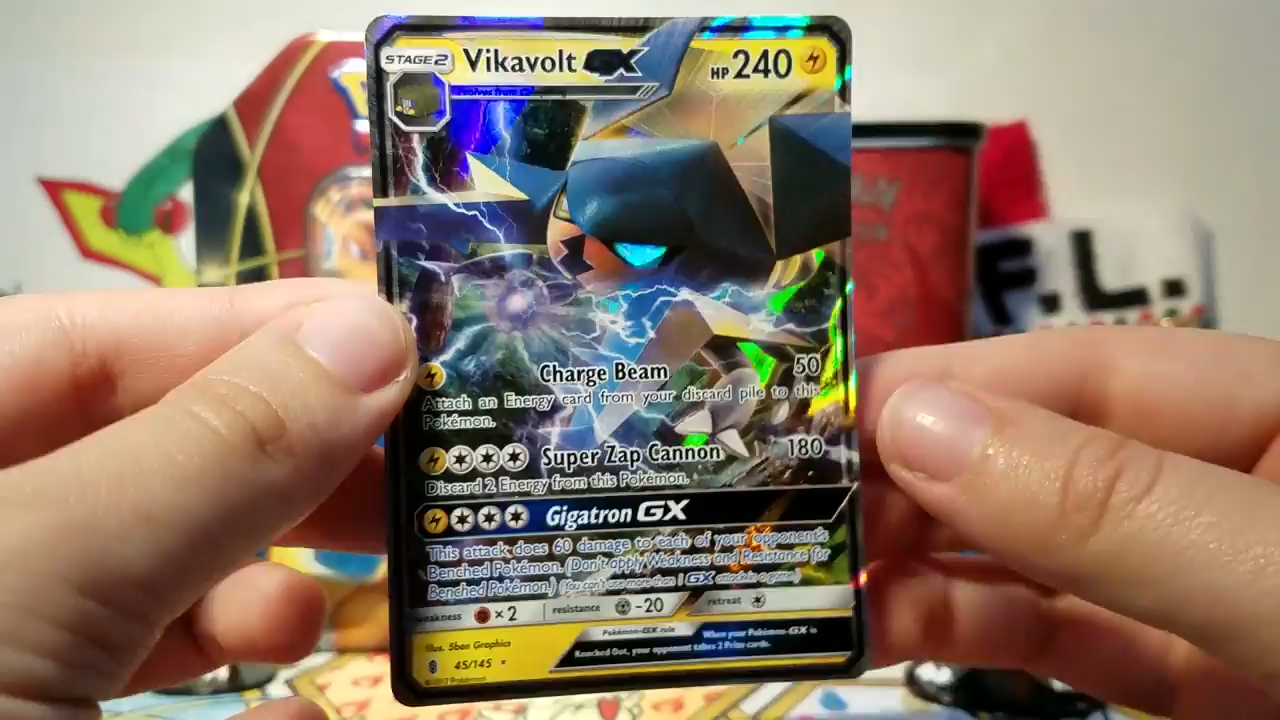 STAGE2 Vikavolt GX HP 240
Evolves from
Charge Beam 50
Attach an Energy card from your discard pile to this
Pokémon.
Super Zap Cannon 180
Discard 2 Energy from this Pokémon.
Gigatron GX
This attack does 60 damage to each of your opponent's
Benched Pokémon. (Don't apply Weakness and Resistance for
Benched Pokémon.) (You can't use more than 1 GX attack in a game.)
weakness ×2 resistance -20 retreat
Pokémon-GX rule When your Pokémon-GX is
Knocked Out, your opponent takes 2 Prize cards.
Illus. 5ban Graphics
45/145
©2017 Pokémon
F.L.